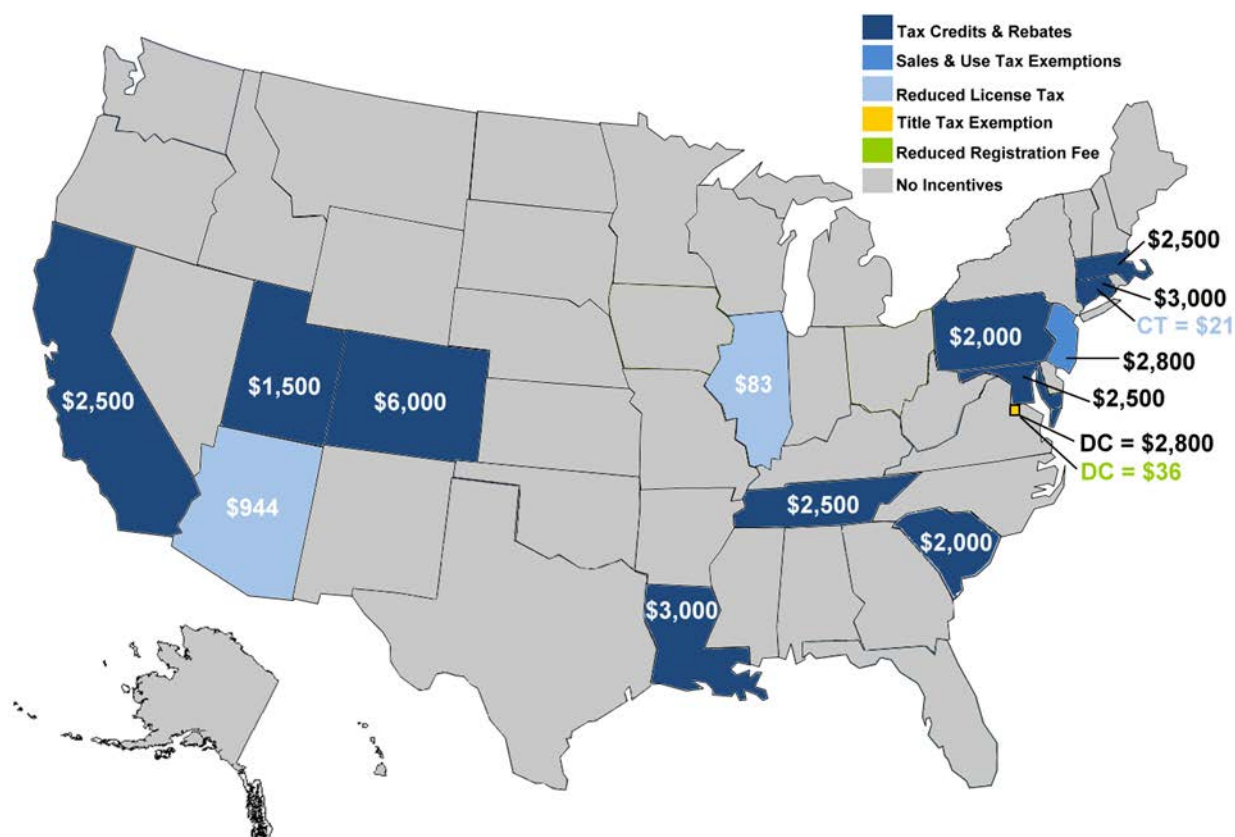 Tax Credits & Rebates
Sales & Use Tax Exemptions
Reduced License Tax
Title Tax Exemption
Reduced Registration Fee
No Incentives
$2,500
$3,000
CT = $21
$2,000
$2,800
$1,500
$83
$2,500
$6,000
$2,500
DC = $2,800
DC = $36
$944
$2,500
$2,000
$3,000